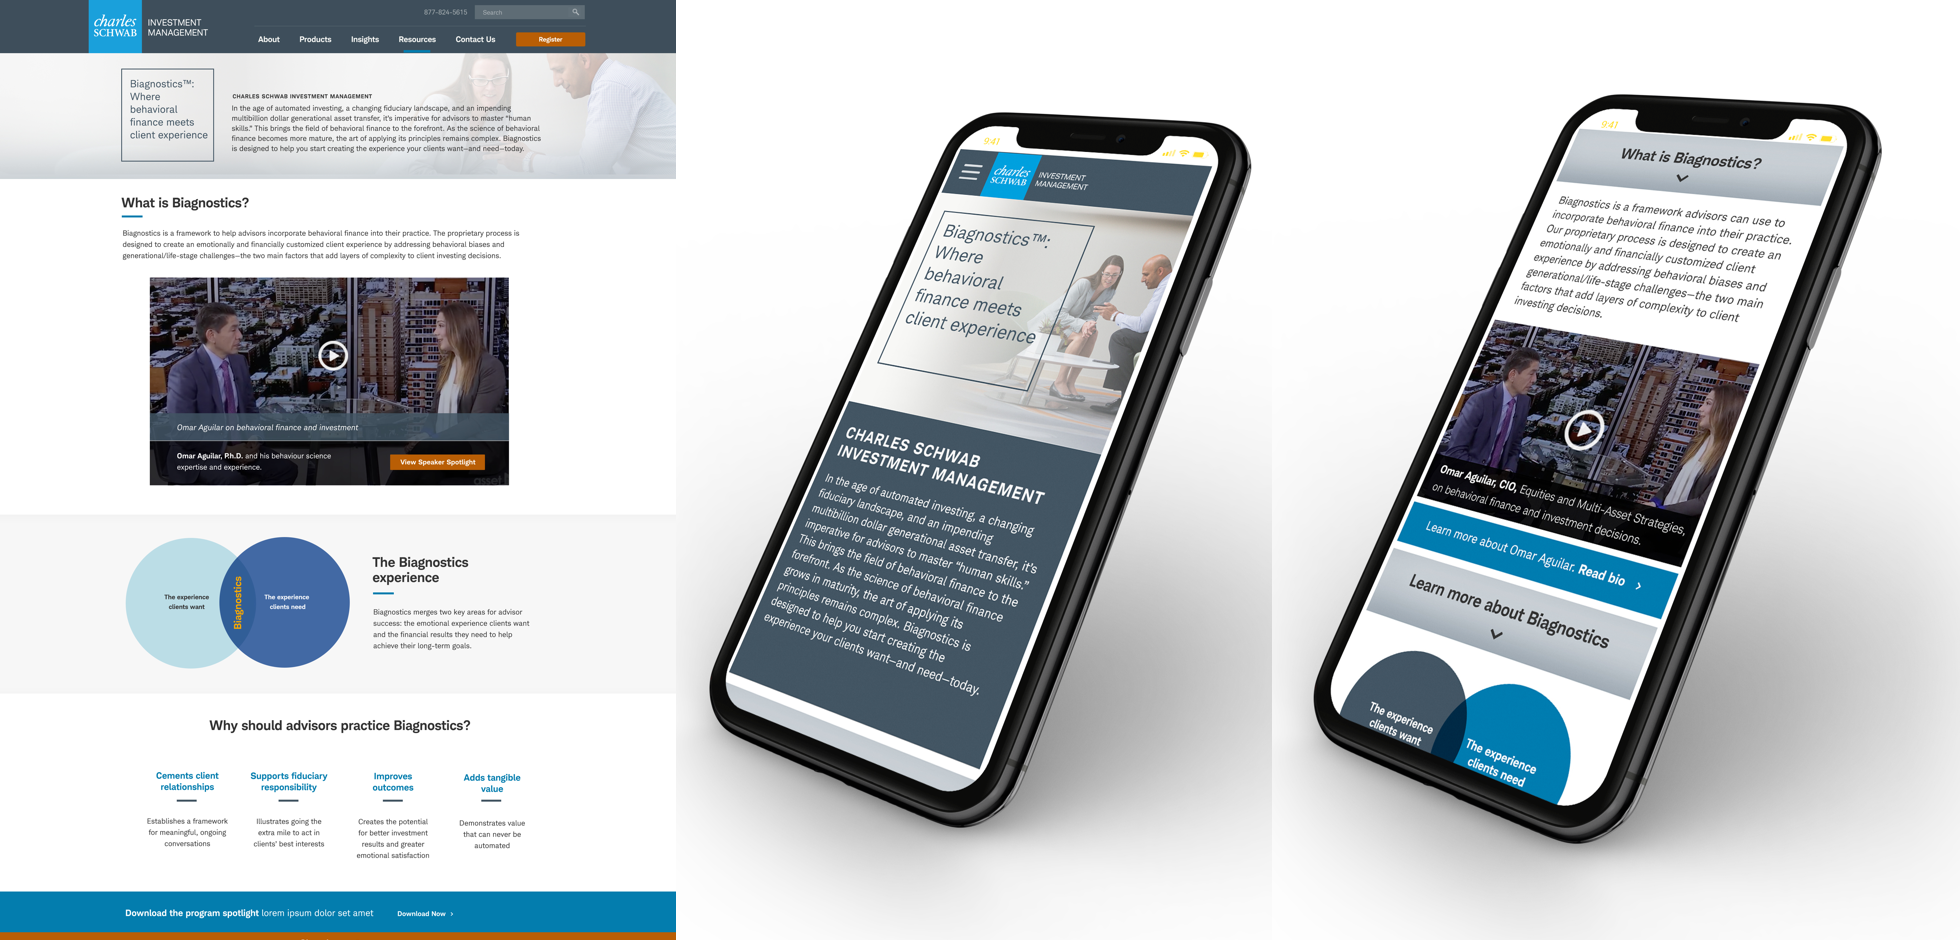 877-824-5615
Search
charles
SCHWAB
INVESTMENT
MANAGEMENT
About
Products
Insights
Resources
Contact Us
Register
Biagnostics™:
Where
behavioral
finance meets
client experience
CHARLES SCHWAB INVESTMENT MANAGEMENT
In the age of automated investing, a changing fiduciary landscape, and an impending
multibillion dollar generational asset transfer, it's imperative for advisors to master "human
skills." This brings the field of behavioral finance to the forefront. As the science of behavioral
finance becomes more mature, the art of applying its principles remains complex. Biagnostics
is designed to help you start creating the experience your clients want—and need—today.
What is Biagnostics?
Biagnostics is a framework to help advisors incorporate behavioral finance into their practice. The proprietary process is
designed to create an emotionally and financially customized client experience by addressing behavioral biases and
generational/life-stage challenges—the two main factors that add layers of complexity to client investing decisions.
Omar Aguilar on behavioral finance and investment
Omar Aguilar, P.h.D. and his behaviour science
expertise and experience.
View Speaker Spotlight
asset
The experience
clients want
Biagnostics
The experience
clients need
The Biagnostics
experience
Biagnostics merges two key areas for advisor
success: the emotional experience clients want
and the financial results they need to help
achieve their long-term goals.
Why should advisors practice Biagnostics?
Cements client
relationships
Establishes a framework
for meaningful, ongoing
conversations
Supports fiduciary
responsibility
Illustrates going the
extra mile to act in
clients' best interests
Improves
outcomes
Creates the potential
for better investment
results and greater
emotional satisfaction
Adds tangible
value
Demonstrates value
that can never be
automated
Download the program spotlight lorem ipsum dolor set amet
Download Now ›
9:41
charles
SCHWAB
INVESTMENT
MANAGEMENT
Biagnostics™:
Where
behavioral
finance meets
client experience
CHARLES SCHWAB
INVESTMENT MANAGEMENT
In the age of automated investing, a changing
fiduciary landscape, and an impending
multibillion dollar generational asset transfer, it's
imperative for advisors to master "human skills."
This brings the field of behavioral finance to the
forefront. As the science of behavioral finance
grows in maturity, the art of applying its
principles remains complex. Biagnostics is
designed to help you start creating the
experience your clients want—and need—today.
9:41
What is Biagnostics?
Biagnostics is a framework advisors can use to
incorporate behavioral finance into their practice.
Our proprietary process is designed to create an
emotionally and financially customized client
experience by addressing behavioral biases and
generational/life-stage challenges—the two main
factors that add layers of complexity to client
investing decisions.
Omar Aguilar, CIO, Equities and Multi-Asset Strategies,
on behavioral finance and investment decisions.
Learn more about Omar Aguilar. Read bio ›
Learn more about Biagnostics
The experience
clients want
The experience
clients need